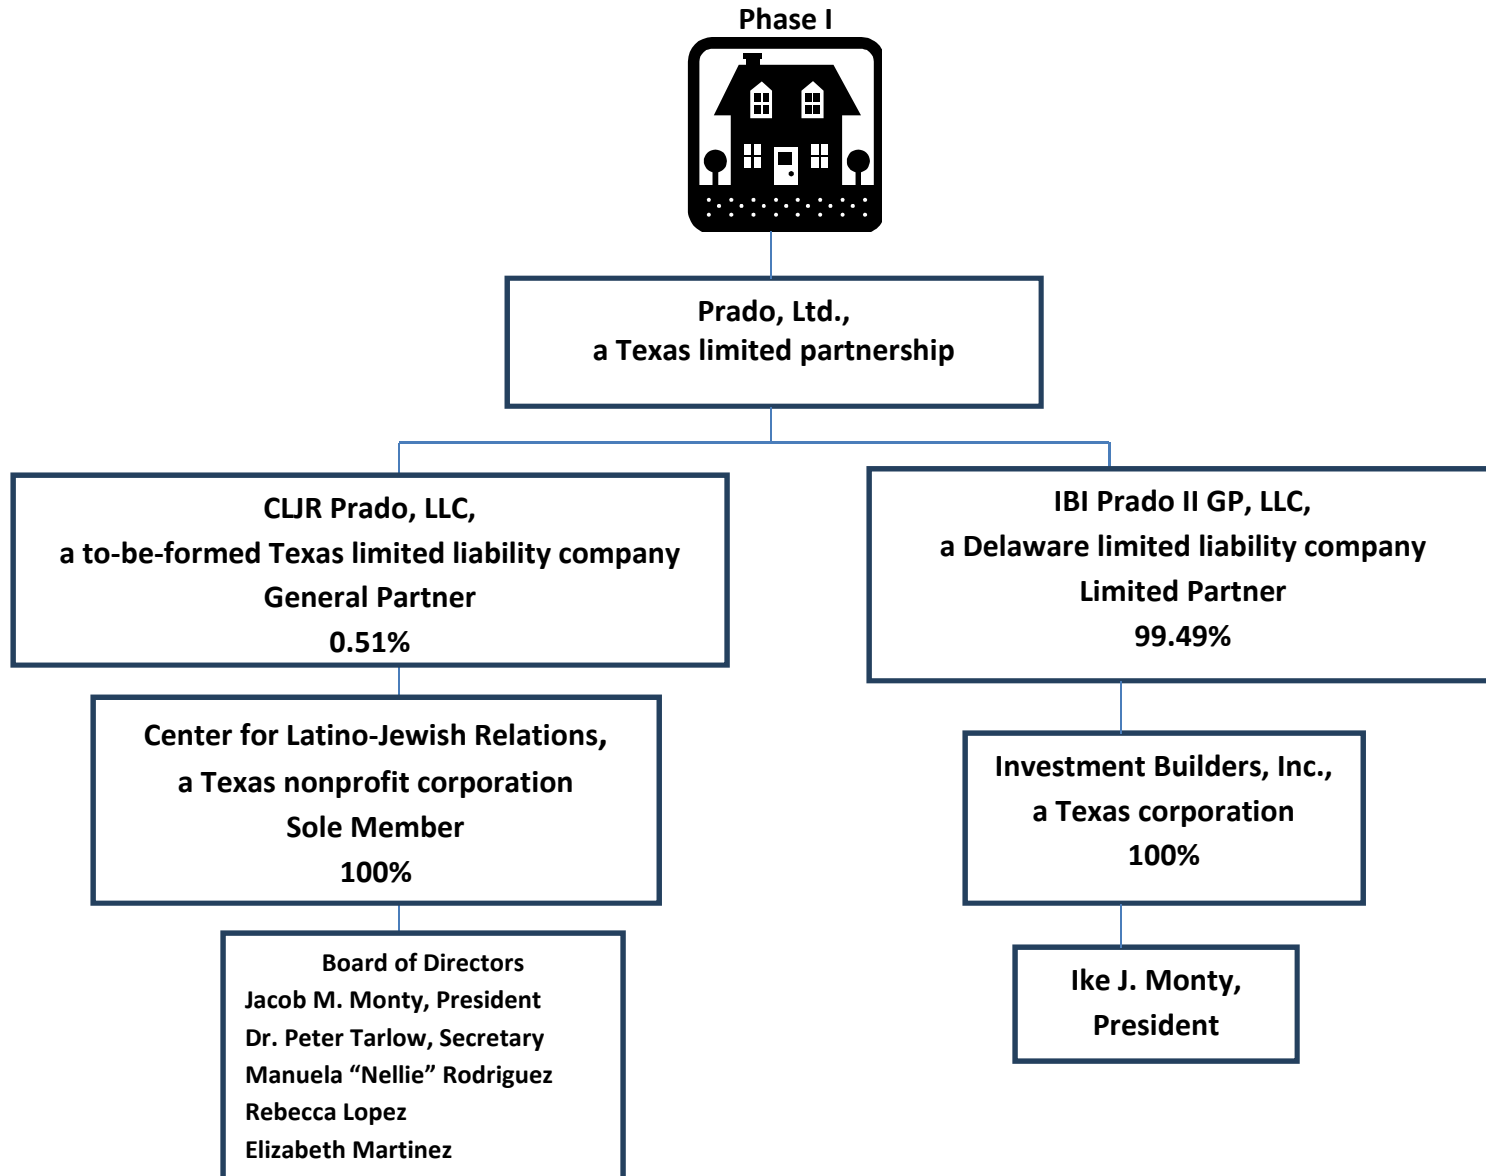 Phase I
Prado, Ltd.,
a Texas limited partnership
CLJR Prado, LLC,
a to-be-formed Texas limited liability company
General Partner
0.51%
IBI Prado II GP, LLC,
a Delaware limited liability company
Limited Partner
99.49%
Center for Latino-Jewish Relations,
a Texas nonprofit corporation
Sole Member
100%
Investment Builders, Inc.,
a Texas corporation
100%
Board of Directors
Jacob M. Monty, President
Dr. Peter Tarlow, Secretary
Manuela “Nellie” Rodriguez
Rebecca Lopez
Elizabeth Martinez
Ike J. Monty,
President